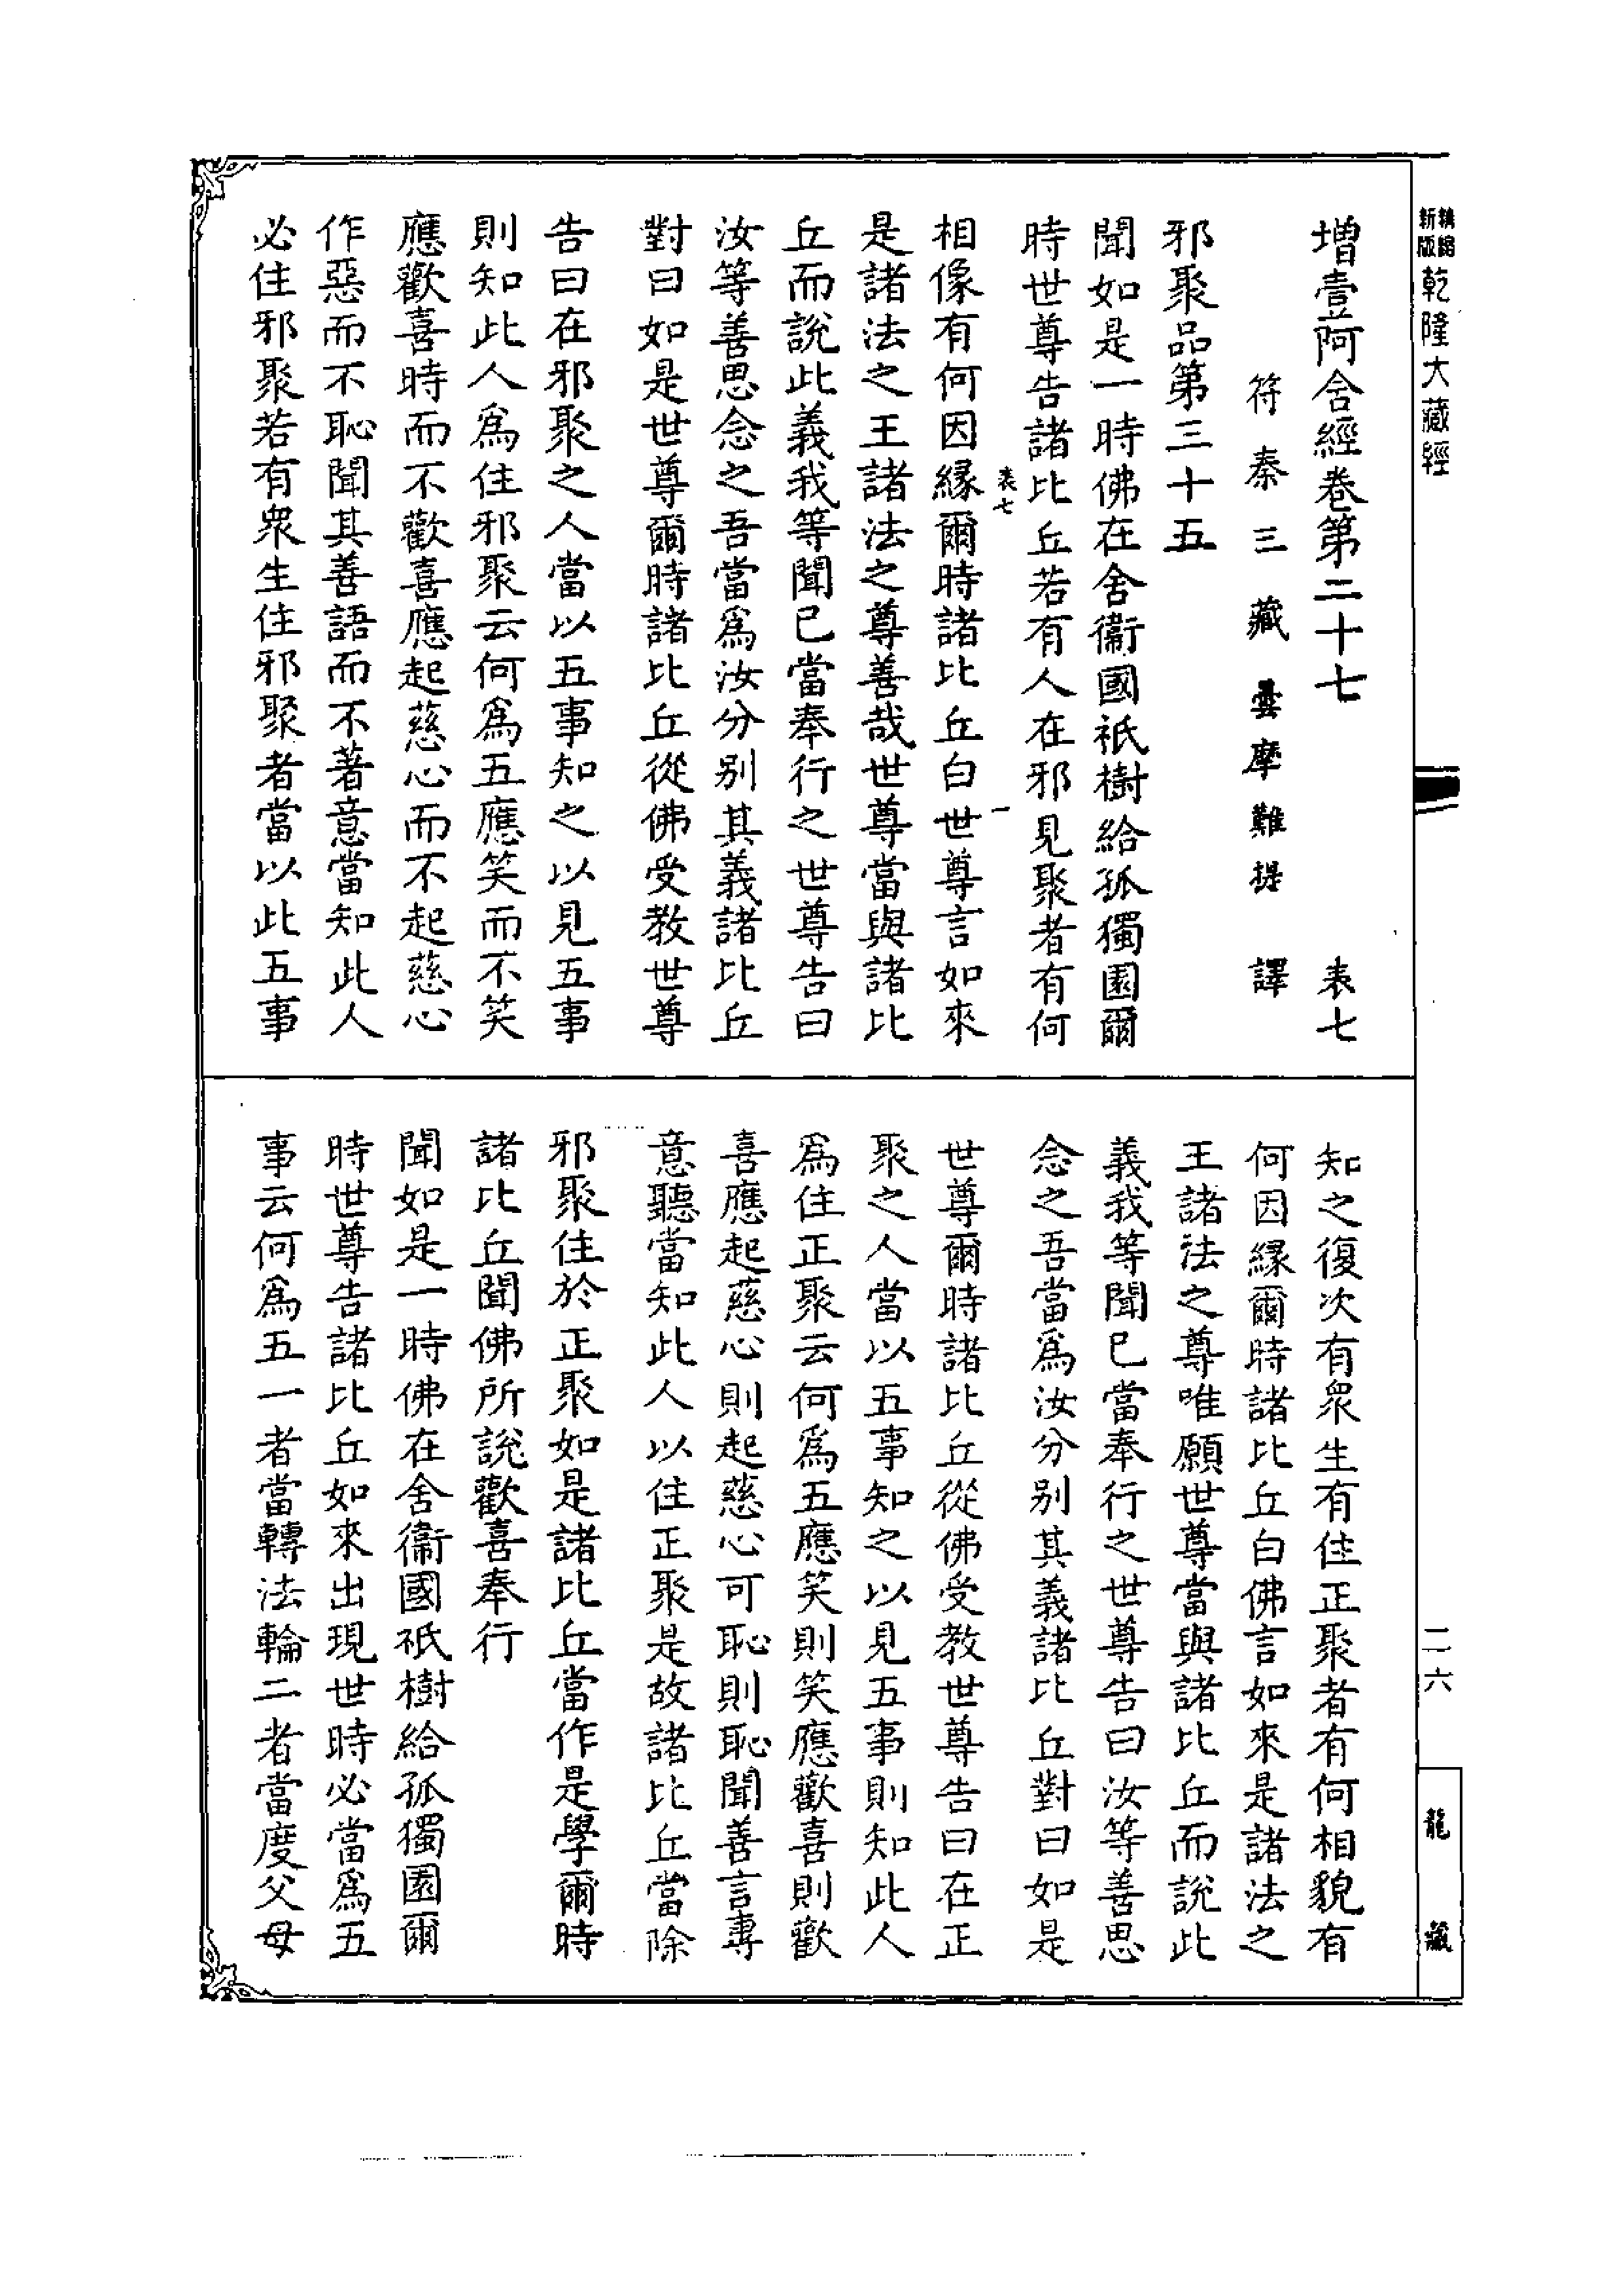 新版精縮乾隆大藏經
二六
龍藏
增壹阿含經卷第二十七 表七
符秦三藏曇摩難提譯
邪聚品第三十五
聞如是一時佛在舍衞國祇樹給孤獨園爾
時世尊告諸比丘若有人在邪見聚者有何
表七 一
相像有何因緣爾時諸比丘白世尊言如來
是諸法之王諸法之尊善哉世尊當與諸比
丘而說此義我等聞已當奉行之世尊告曰
汝等善思念之吾當爲汝分别其義諸比丘
對曰如是世尊爾時諸比丘從佛受教世尊
告曰在邪聚之人當以五事知之以見五事
則知此人爲住邪聚云何爲五應笑而不笑
應歡喜時而不歡喜應起慈心而不起慈心
作惡而不恥聞其善語而不著意當知此人
必住邪聚若有衆生住邪聚者當以此五事
知之復次有衆生有住正聚者有何相貌有
何因緣爾時諸比丘白佛言如來是諸法之
王諸法之尊唯願世尊當與諸比丘而說此
義我等聞已當奉行之世尊告曰汝等善思
念之吾當爲汝分别其義諸比丘對曰如是
世尊爾時諸比丘從佛受教世尊告曰在正
聚之人當以五事知之以見五事則知此人
爲住正聚云何爲五應笑則笑應歡喜則歡
喜應起慈心則起慈心可恥則恥聞善言專
意聽當知此人以住正聚是故諸比丘當除
邪聚住於正聚如是諸比丘當作是學爾時
諸比丘聞佛所說歡喜奉行
聞如是一時佛在舍衞國祇樹給孤獨園爾
時世尊告諸比丘如來出現世時必當爲五
事云何爲五一者當轉法輪二者當度父母